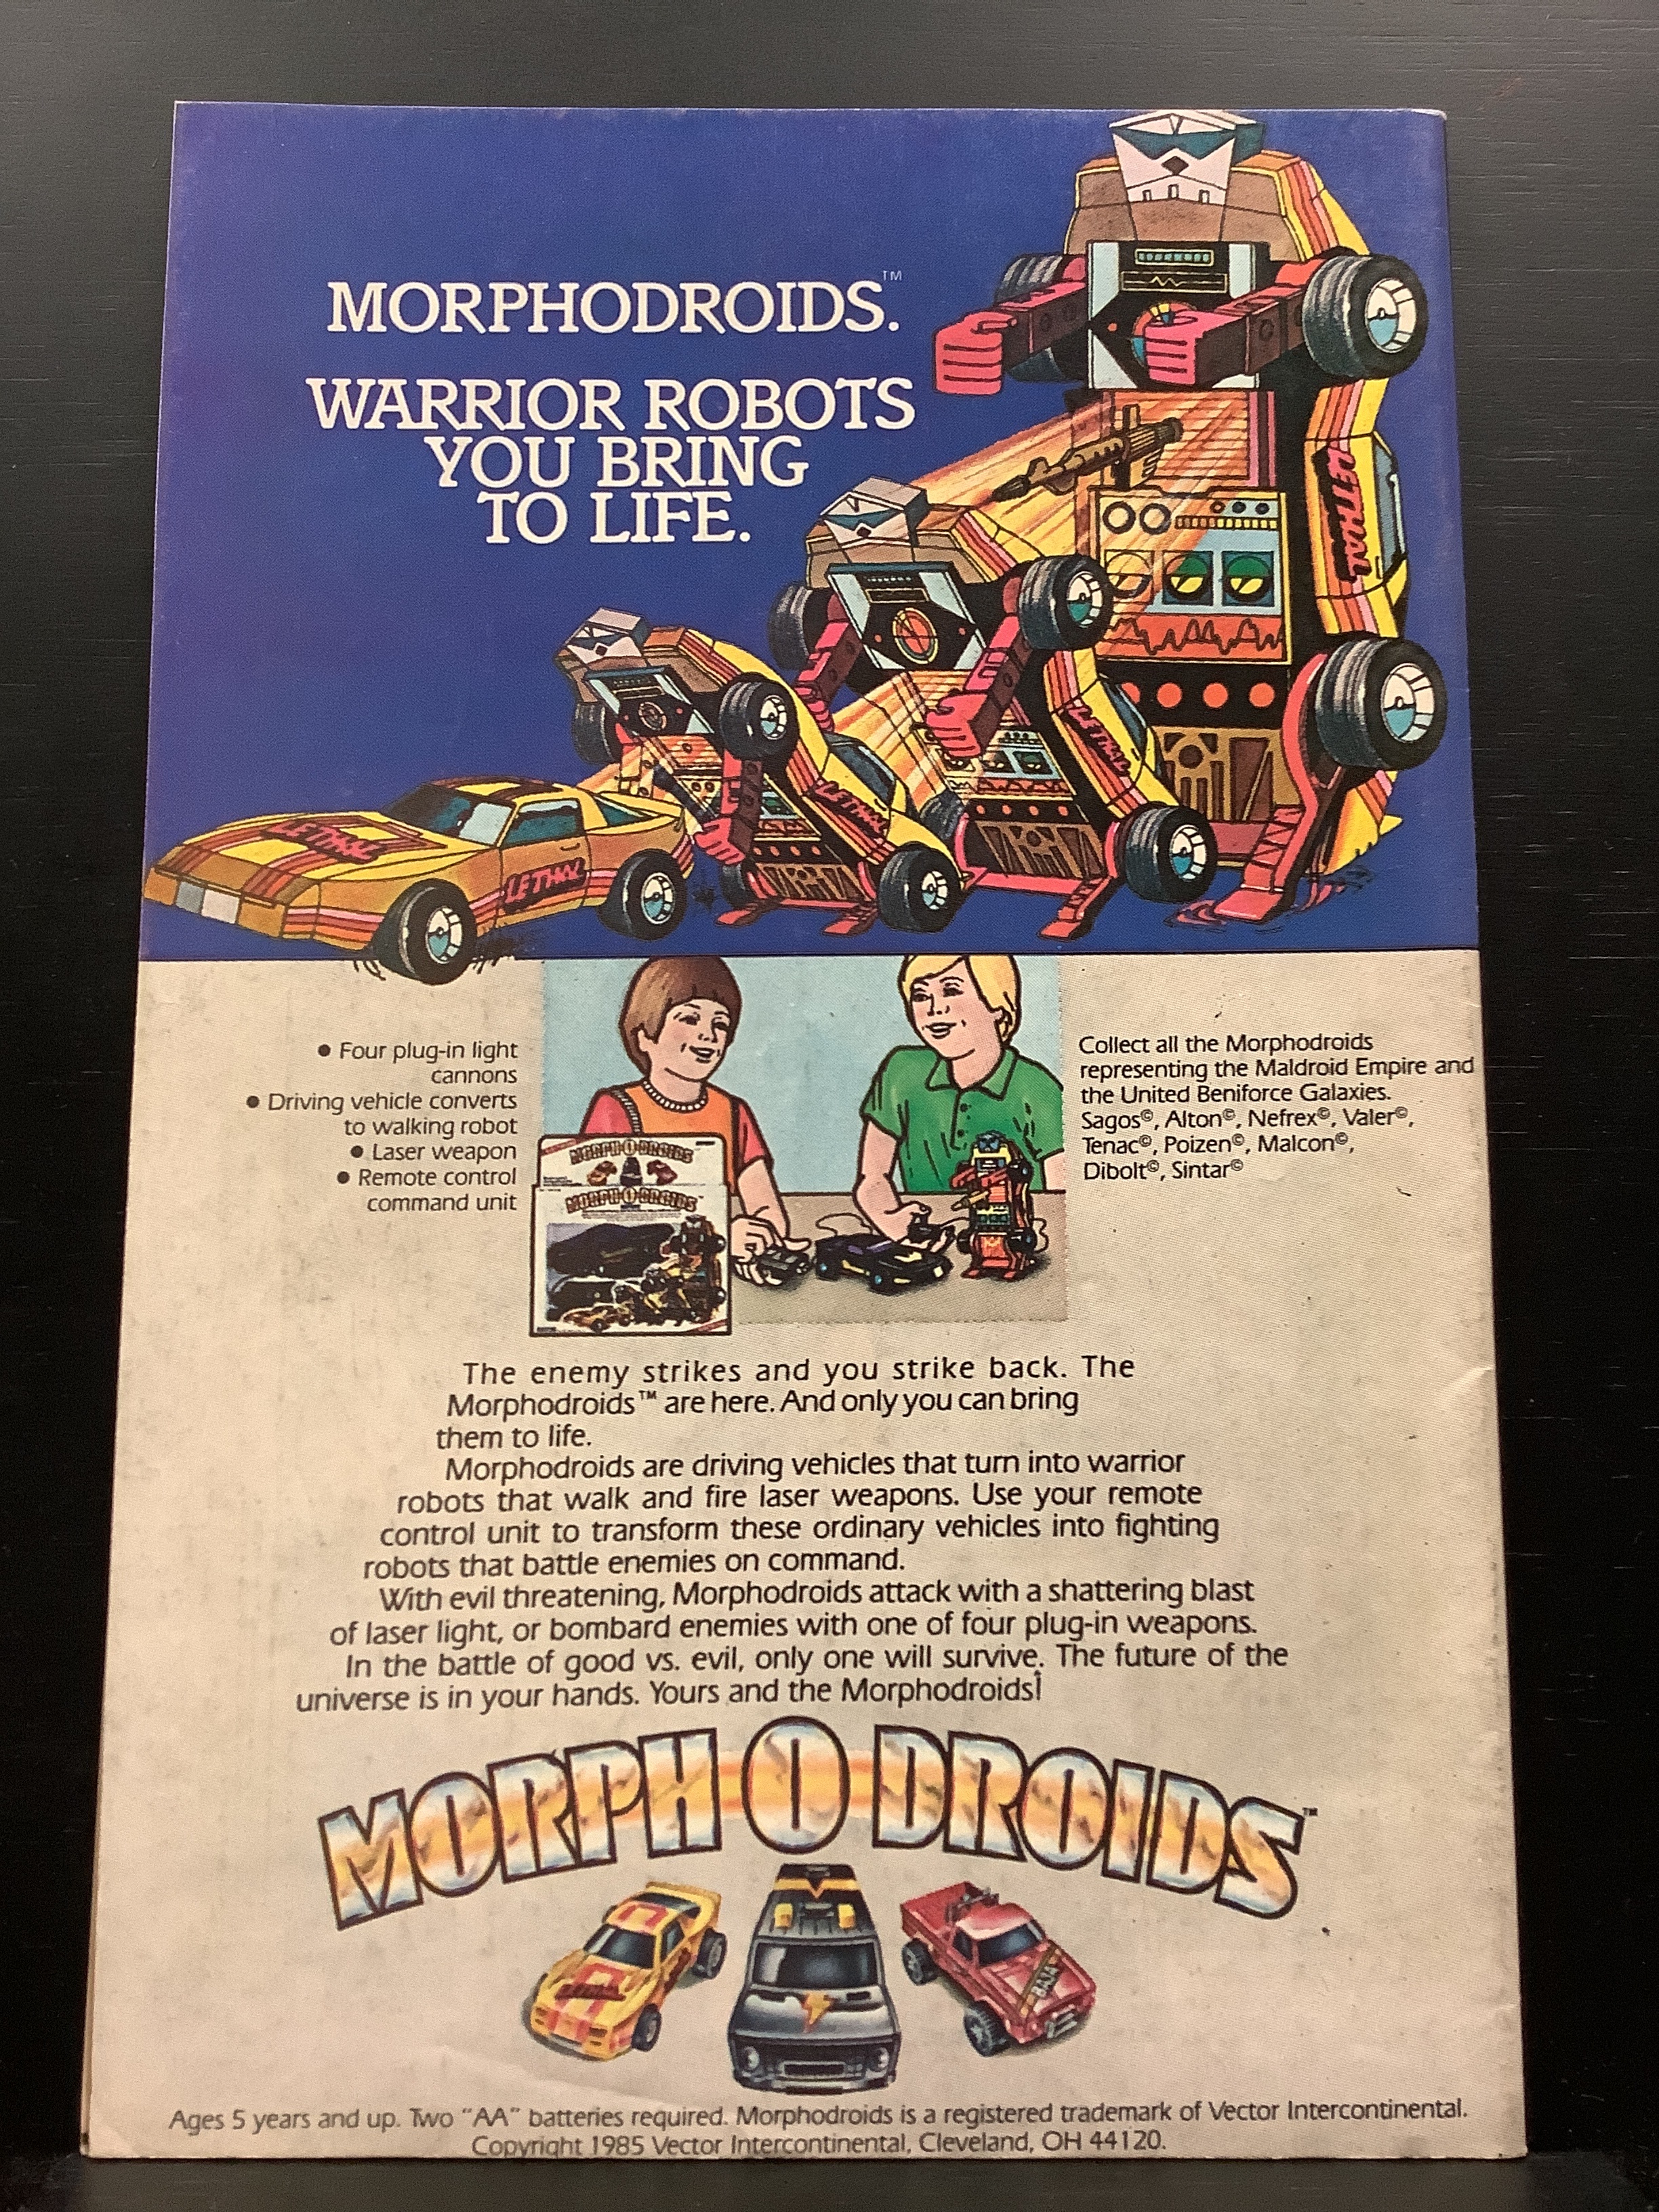 MORPHODROIDS.™
WARRIOR ROBOTS
YOU BRING
TO LIFE.
LETHAL
LETHAL
LETHAL
LETHAL
LETHAL
• Four plug-in light
cannons
• Driving vehicle converts
to walking robot
• Laser weapon
• Remote control
command unit
MORPH·O·DROIDS
MORPH·O·DROIDS
Collect all the Morphodroids
representing the Maldroid Empire and
the United Beniforce Galaxies.
Sagos©, Alton©, Nefrex©, Valer©,
Tenac©, Poizen©, Malcon©,
Dibolt©, Sintar©
The enemy strikes and you strike back. The
Morphodroids™ are here. And only you can bring
them to life.
Morphodroids are driving vehicles that turn into warrior
robots that walk and fire laser weapons. Use your remote
control unit to transform these ordinary vehicles into fighting
robots that battle enemies on command.
With evil threatening, Morphodroids attack with a shattering blast
of laser light, or bombard enemies with one of four plug-in weapons.
In the battle of good vs. evil, only one will survive. The future of the
universe is in your hands. Yours and the Morphodroids!
MORPH O DROIDS™
BAJA
Ages 5 years and up. Two "AA" batteries required. Morphodroids is a registered trademark of Vector Intercontinental.
Copyright 1985 Vector Intercontinental, Cleveland, OH 44120.